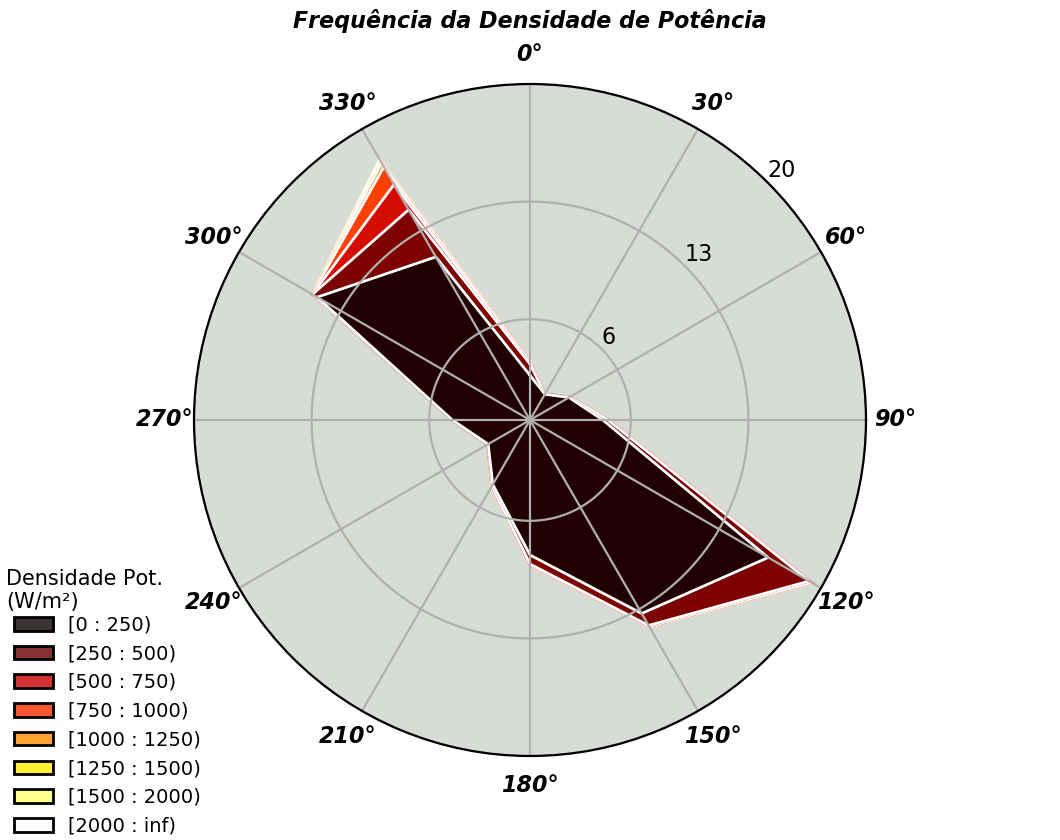 Frequência da Densidade de Potência
0°
30°
60°
90°
120°
150°
180°
210°
240°
270°
300°
330°
6
13
20
Densidade Pot.
(W/m²)
[0 : 250)
[250 : 500)
[500 : 750)
[750 : 1000)
[1000 : 1250)
[1250 : 1500)
[1500 : 2000)
[2000 : inf)